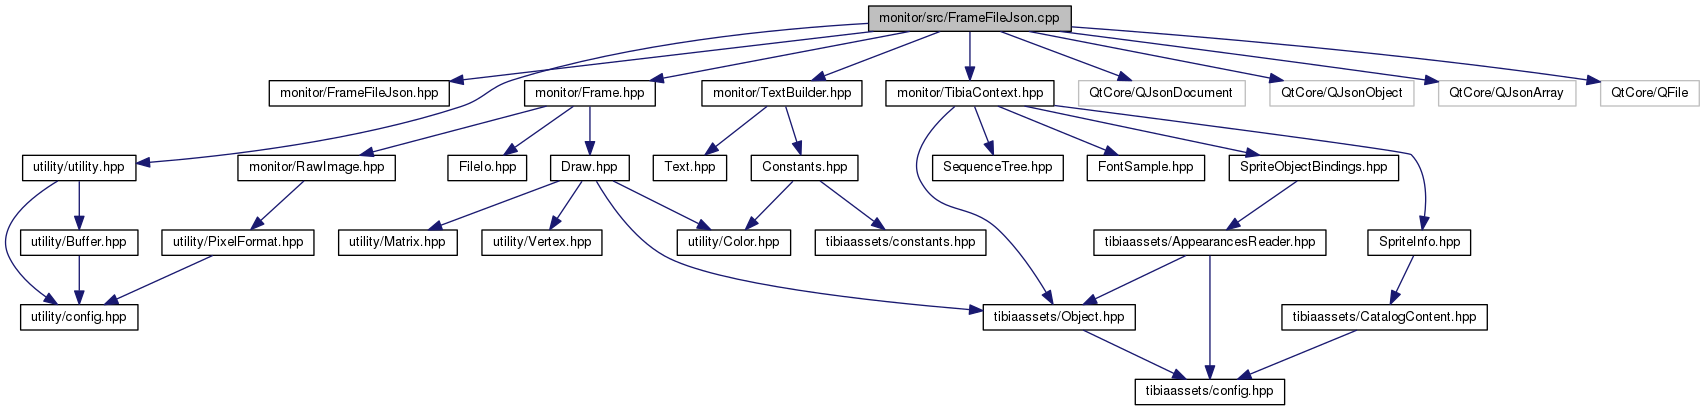 monitor/src/FrameFileJson.cpp
monitor/FrameFileJson.hpp
monitor/Frame.hpp
monitor/TextBuilder.hpp
monitor/TibiaContext.hpp
QtCore/QJsonDocument
QtCore/QJsonObject
QtCore/QJsonArray
QtCore/QFile
utility/utility.hpp
monitor/RawImage.hpp
FileIo.hpp
Draw.hpp
Text.hpp
Constants.hpp
SequenceTree.hpp
FontSample.hpp
SpriteObjectBindings.hpp
utility/Buffer.hpp
utility/PixelFormat.hpp
utility/Matrix.hpp
utility/Vertex.hpp
utility/Color.hpp
tibiaassets/constants.hpp
tibiaassets/AppearancesReader.hpp
SpriteInfo.hpp
utility/config.hpp
tibiaassets/Object.hpp
tibiaassets/CatalogContent.hpp
tibiaassets/config.hpp